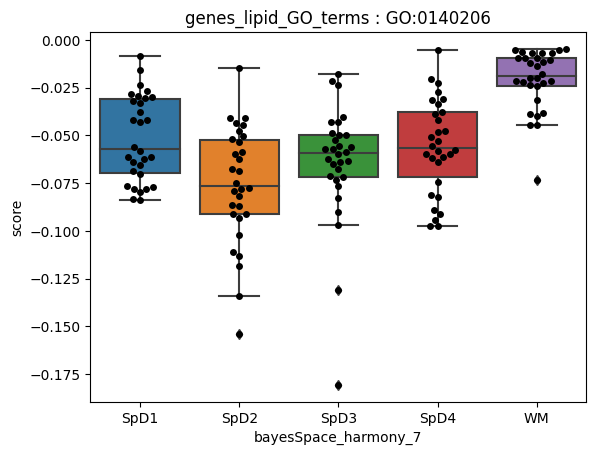 genes_lipid_GO_terms : GO:0140206
0.000
−0.025
−0.050
−0.075
−0.100
−0.125
−0.150
−0.175
score
SpD1 SpD2 SpD3 SpD4 WM
bayesSpace_harmony_7